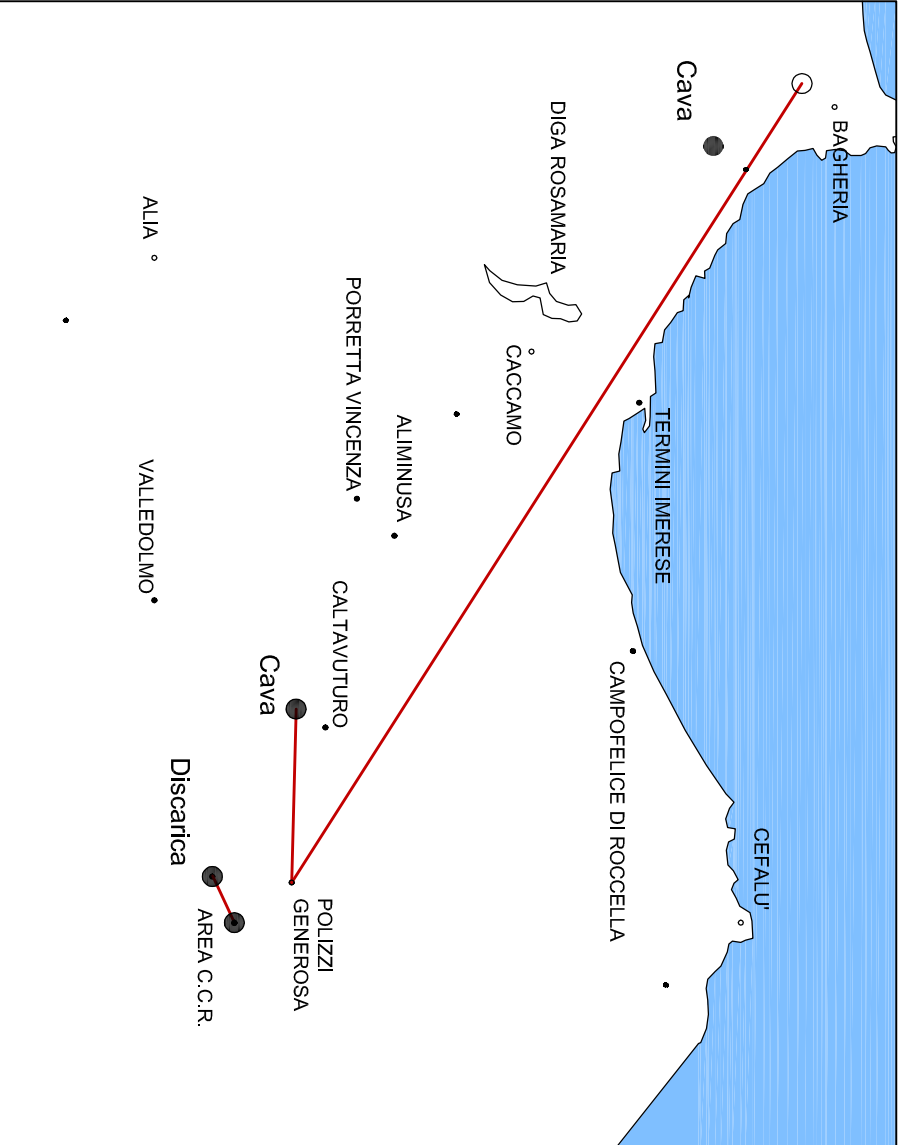 BAGHERIA
Cava
CEFALU'
TERMINI IMERESE
CAMPOFELICE DI ROCCELLA
DIGA ROSAMARIA
CACCAMO
ALIMINUSA
PORRETTA VINCENZA
CALTAVUTURO
POLIZZI
GENEROSA
Cava
AREA C.C.R.
Discarica
ALIA
VALLEDOLMO